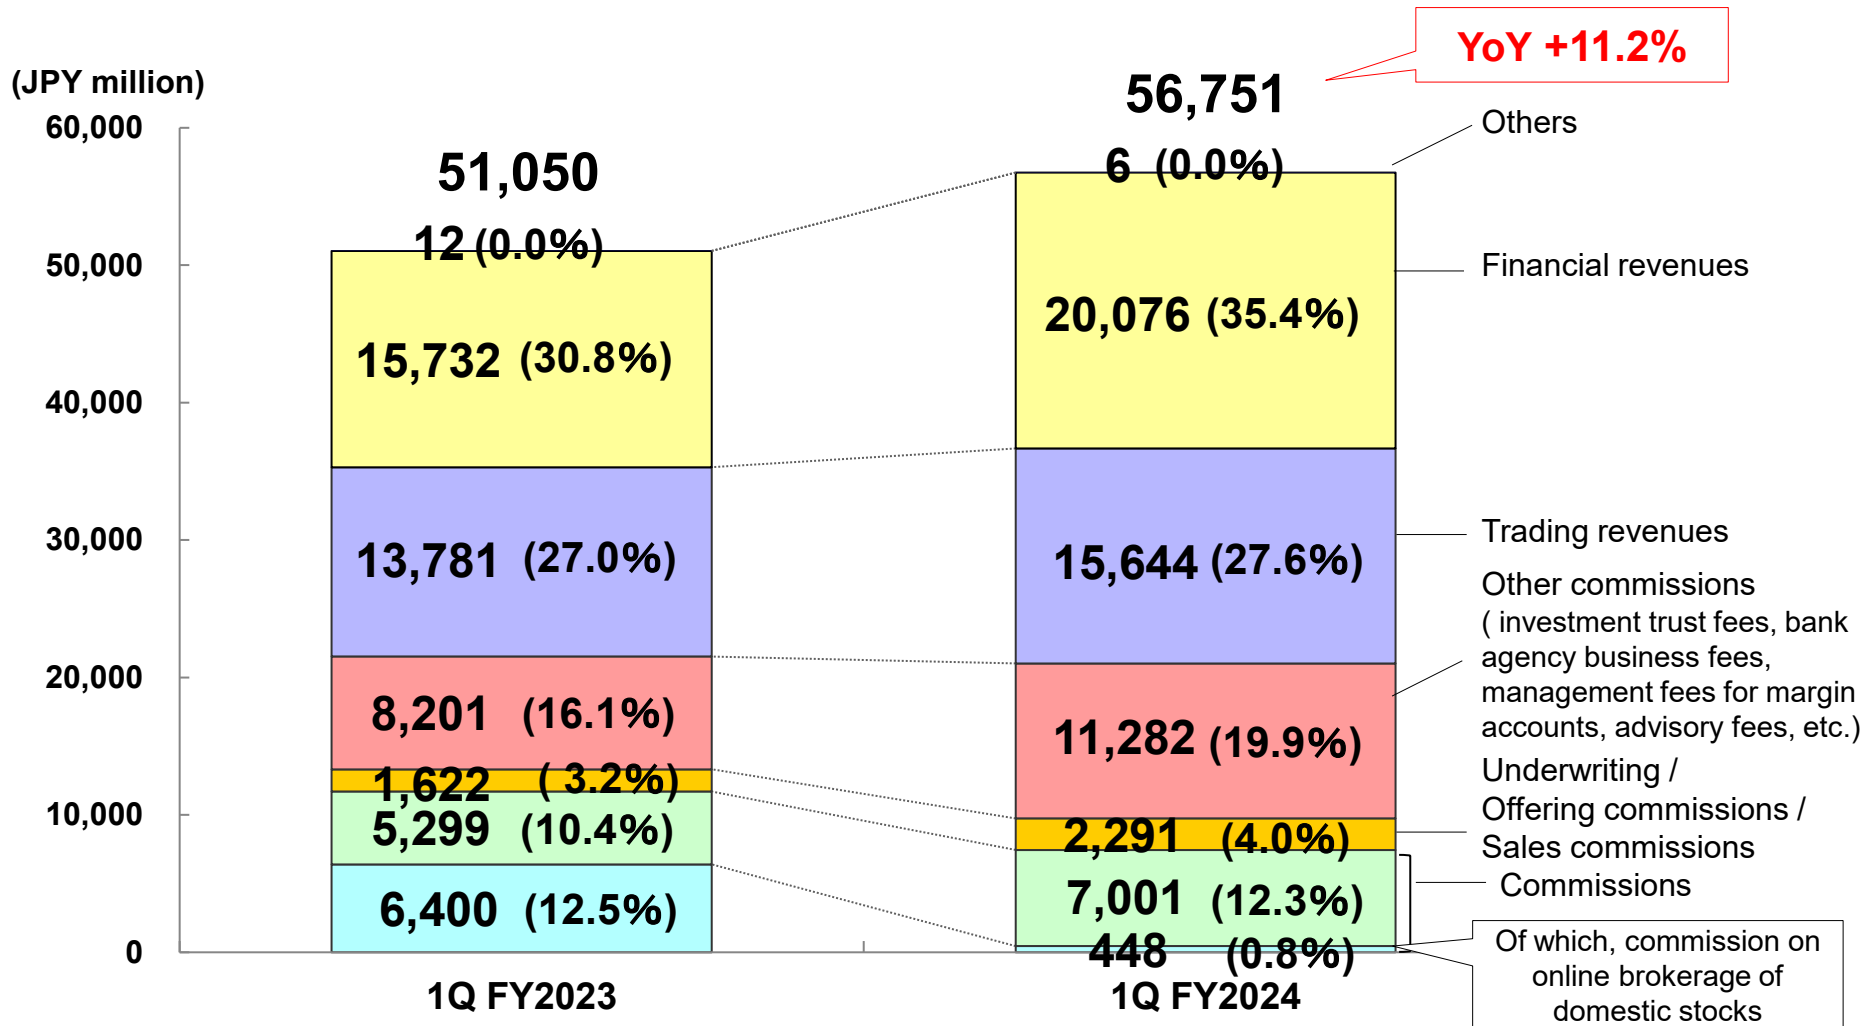 YoY +11.2%
(JPY million)
56,751
60,000
Others
51,050
6 (0.0%)
12 (0.0%)
50,000
Financial revenues
20,076 (35.4%)
15,732 (30.8%)
40,000
30,000
Trading revenues
13,781 (27.0%)
15,644 (27.6%)
Other commissions
( investment trust fees, bank
agency business fees,
management fees for margin
accounts, advisory fees, etc.)
20,000
8,201 (16.1%)
11,282 (19.9%)
1,622 ( 3.2%)
Underwriting /
Offering commissions /
Sales commissions
10,000
5,299 (10.4%)
2,291 (4.0%)
Commissions
6,400 (12.5%)
7,001 (12.3%)
448 (0.8%)
0
Of which, commission on
online brokerage of
domestic stocks
1Q FY2023
1Q FY2024